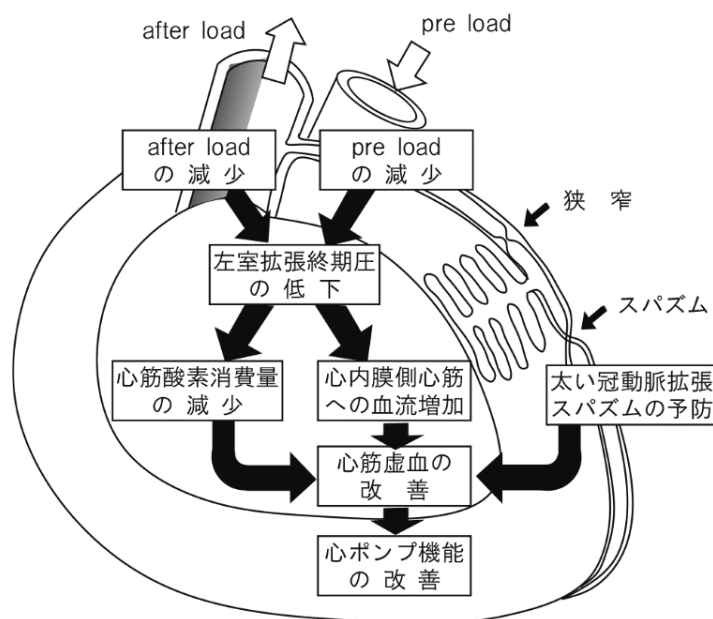 after load
pre load
after load
の 減 少
pre load
の 減 少
狭 窄
左室拡張終期圧
の 低 下
スパズム
心筋酸素消費量
の 減 少
心内膜側心筋
への血流増加
太い冠動脈拡張
スパズムの予防
心筋虚血の
改 善
心ポンプ機能
の 改 善